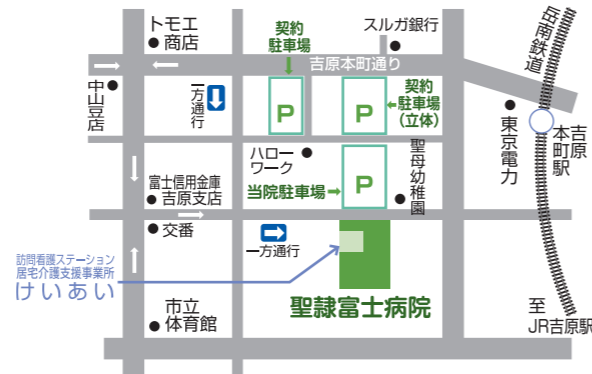 トモエ
商店
契約
駐車場
スルガ銀行
岳南鉄道
吉原本町通り
中山豆店
一方通行
P
P
契約
駐車場
(立体)
東京電力
吉原
本町駅
ハロー
ワーク
聖母幼稚園
富士信用金庫
吉原支店
当院駐車場
P
交番
一方通行
訪問看護ステーション
居宅介護支援事業所
けいあい
市立
体育館
聖隷富士病院
至
JR吉原駅